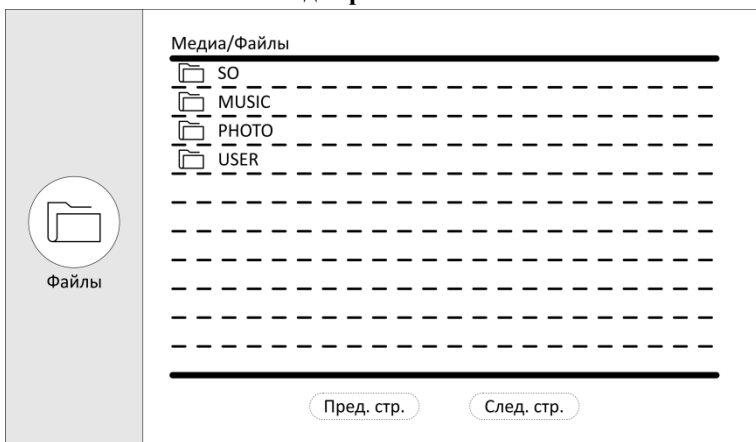 Медиа/Файлы
SO
MUSIC
PHOTO
USER
Файлы
Пред. стр.
След. стр.